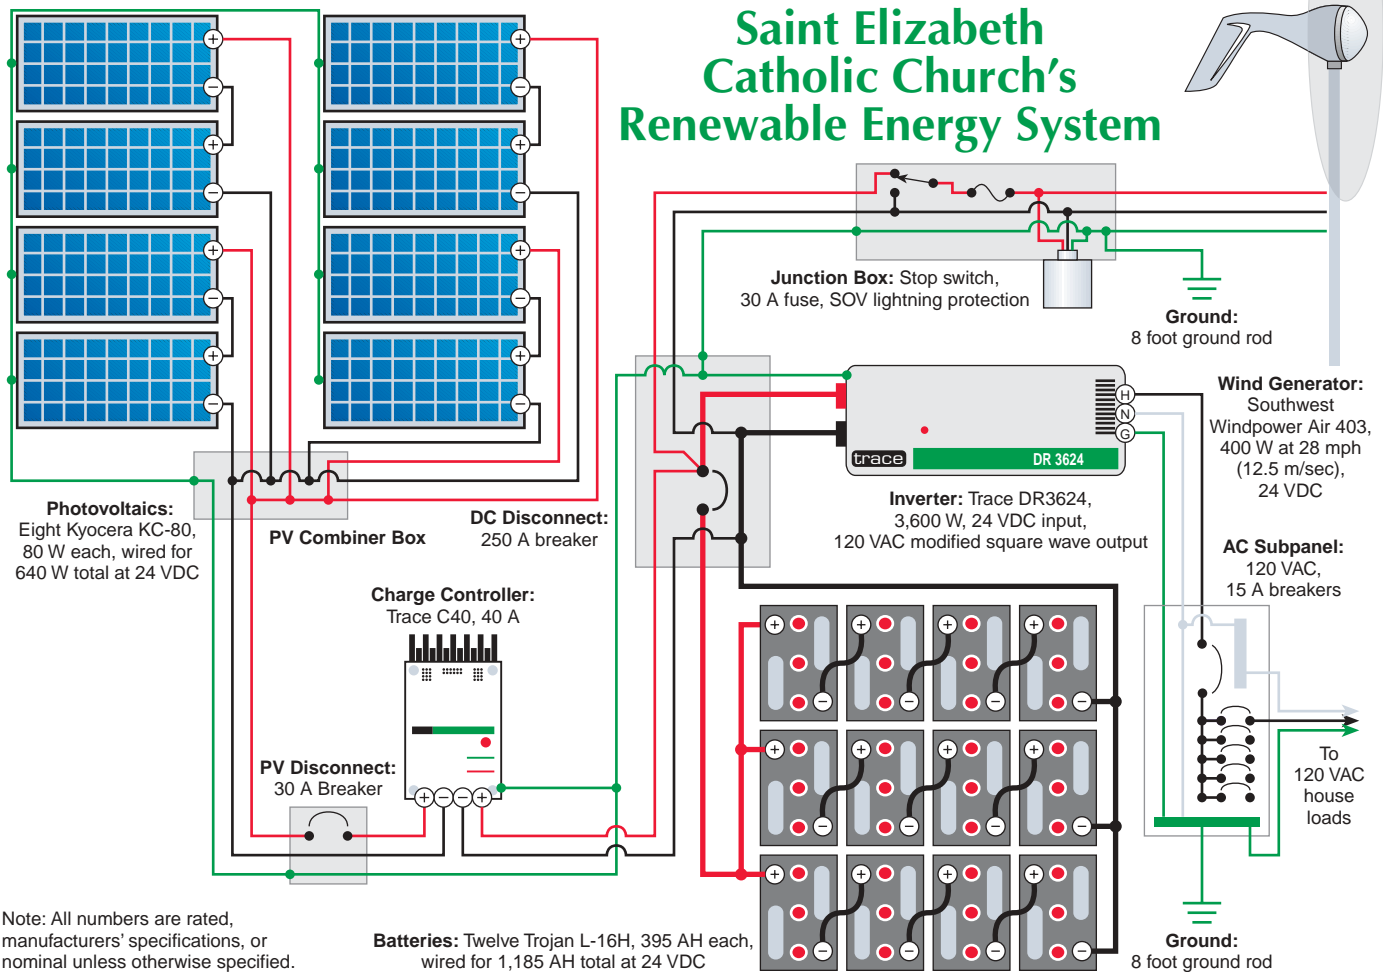 Saint Elizabeth
Catholic Church's
Renewable Energy System
Junction Box: Stop switch,
30 A fuse, SOV lightning protection
Ground:
8 foot ground rod
Wind Generator:
Southwest
Windpower Air 403,
400 W at 28 mph
(12.5 m/sec),
24 VDC
H
N
G
trace
DR 3624
Inverter: Trace DR3624,
3,600 W, 24 VDC input,
120 VAC modified square wave output
Photovoltaics:
Eight Kyocera KC-80,
80 W each, wired for
640 W total at 24 VDC
PV Combiner Box
DC Disconnect:
250 A breaker
AC Subpanel:
120 VAC,
15 A breakers
Charge Controller:
Trace C40, 40 A
PV Disconnect:
30 A Breaker
To
120 VAC
house
loads
Note: All numbers are rated,
manufacturers' specifications, or
nominal unless otherwise specified.
Batteries: Twelve Trojan L-16H, 395 AH each,
wired for 1,185 AH total at 24 VDC
Ground:
8 foot ground rod